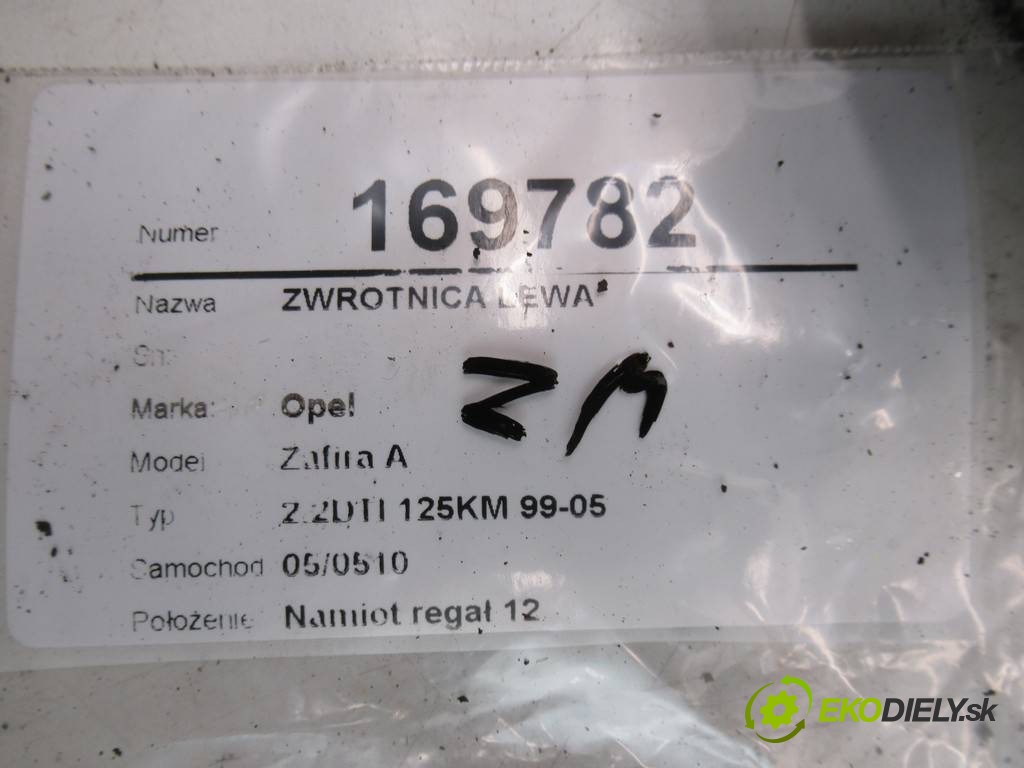 Numer 169782
Nazwa ZWROTNICA LEWA
Marka: Opel
Model Zafira A
Typ 2.2DTI 125KM 99-05
Samochod 05/0510
Położenie Namiot regał 12
EKODIELY.sk